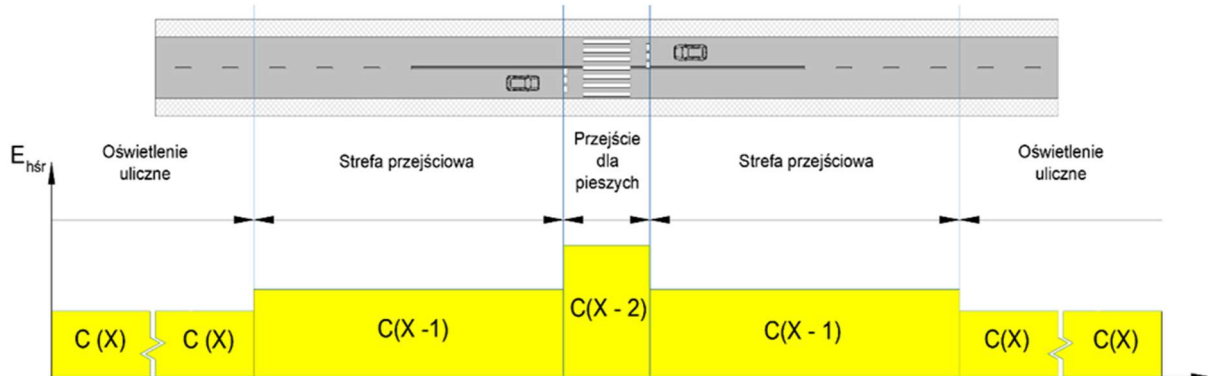 Oświetlenie
uliczne
Strefa przejściowa
Przejście
dla
pieszych
Strefa przejściowa
Oświetlenie
uliczne
Ehśr
C (X)
C (X)
C(X -1)
C(X - 2)
C(X - 1)
C(X)
C(X)